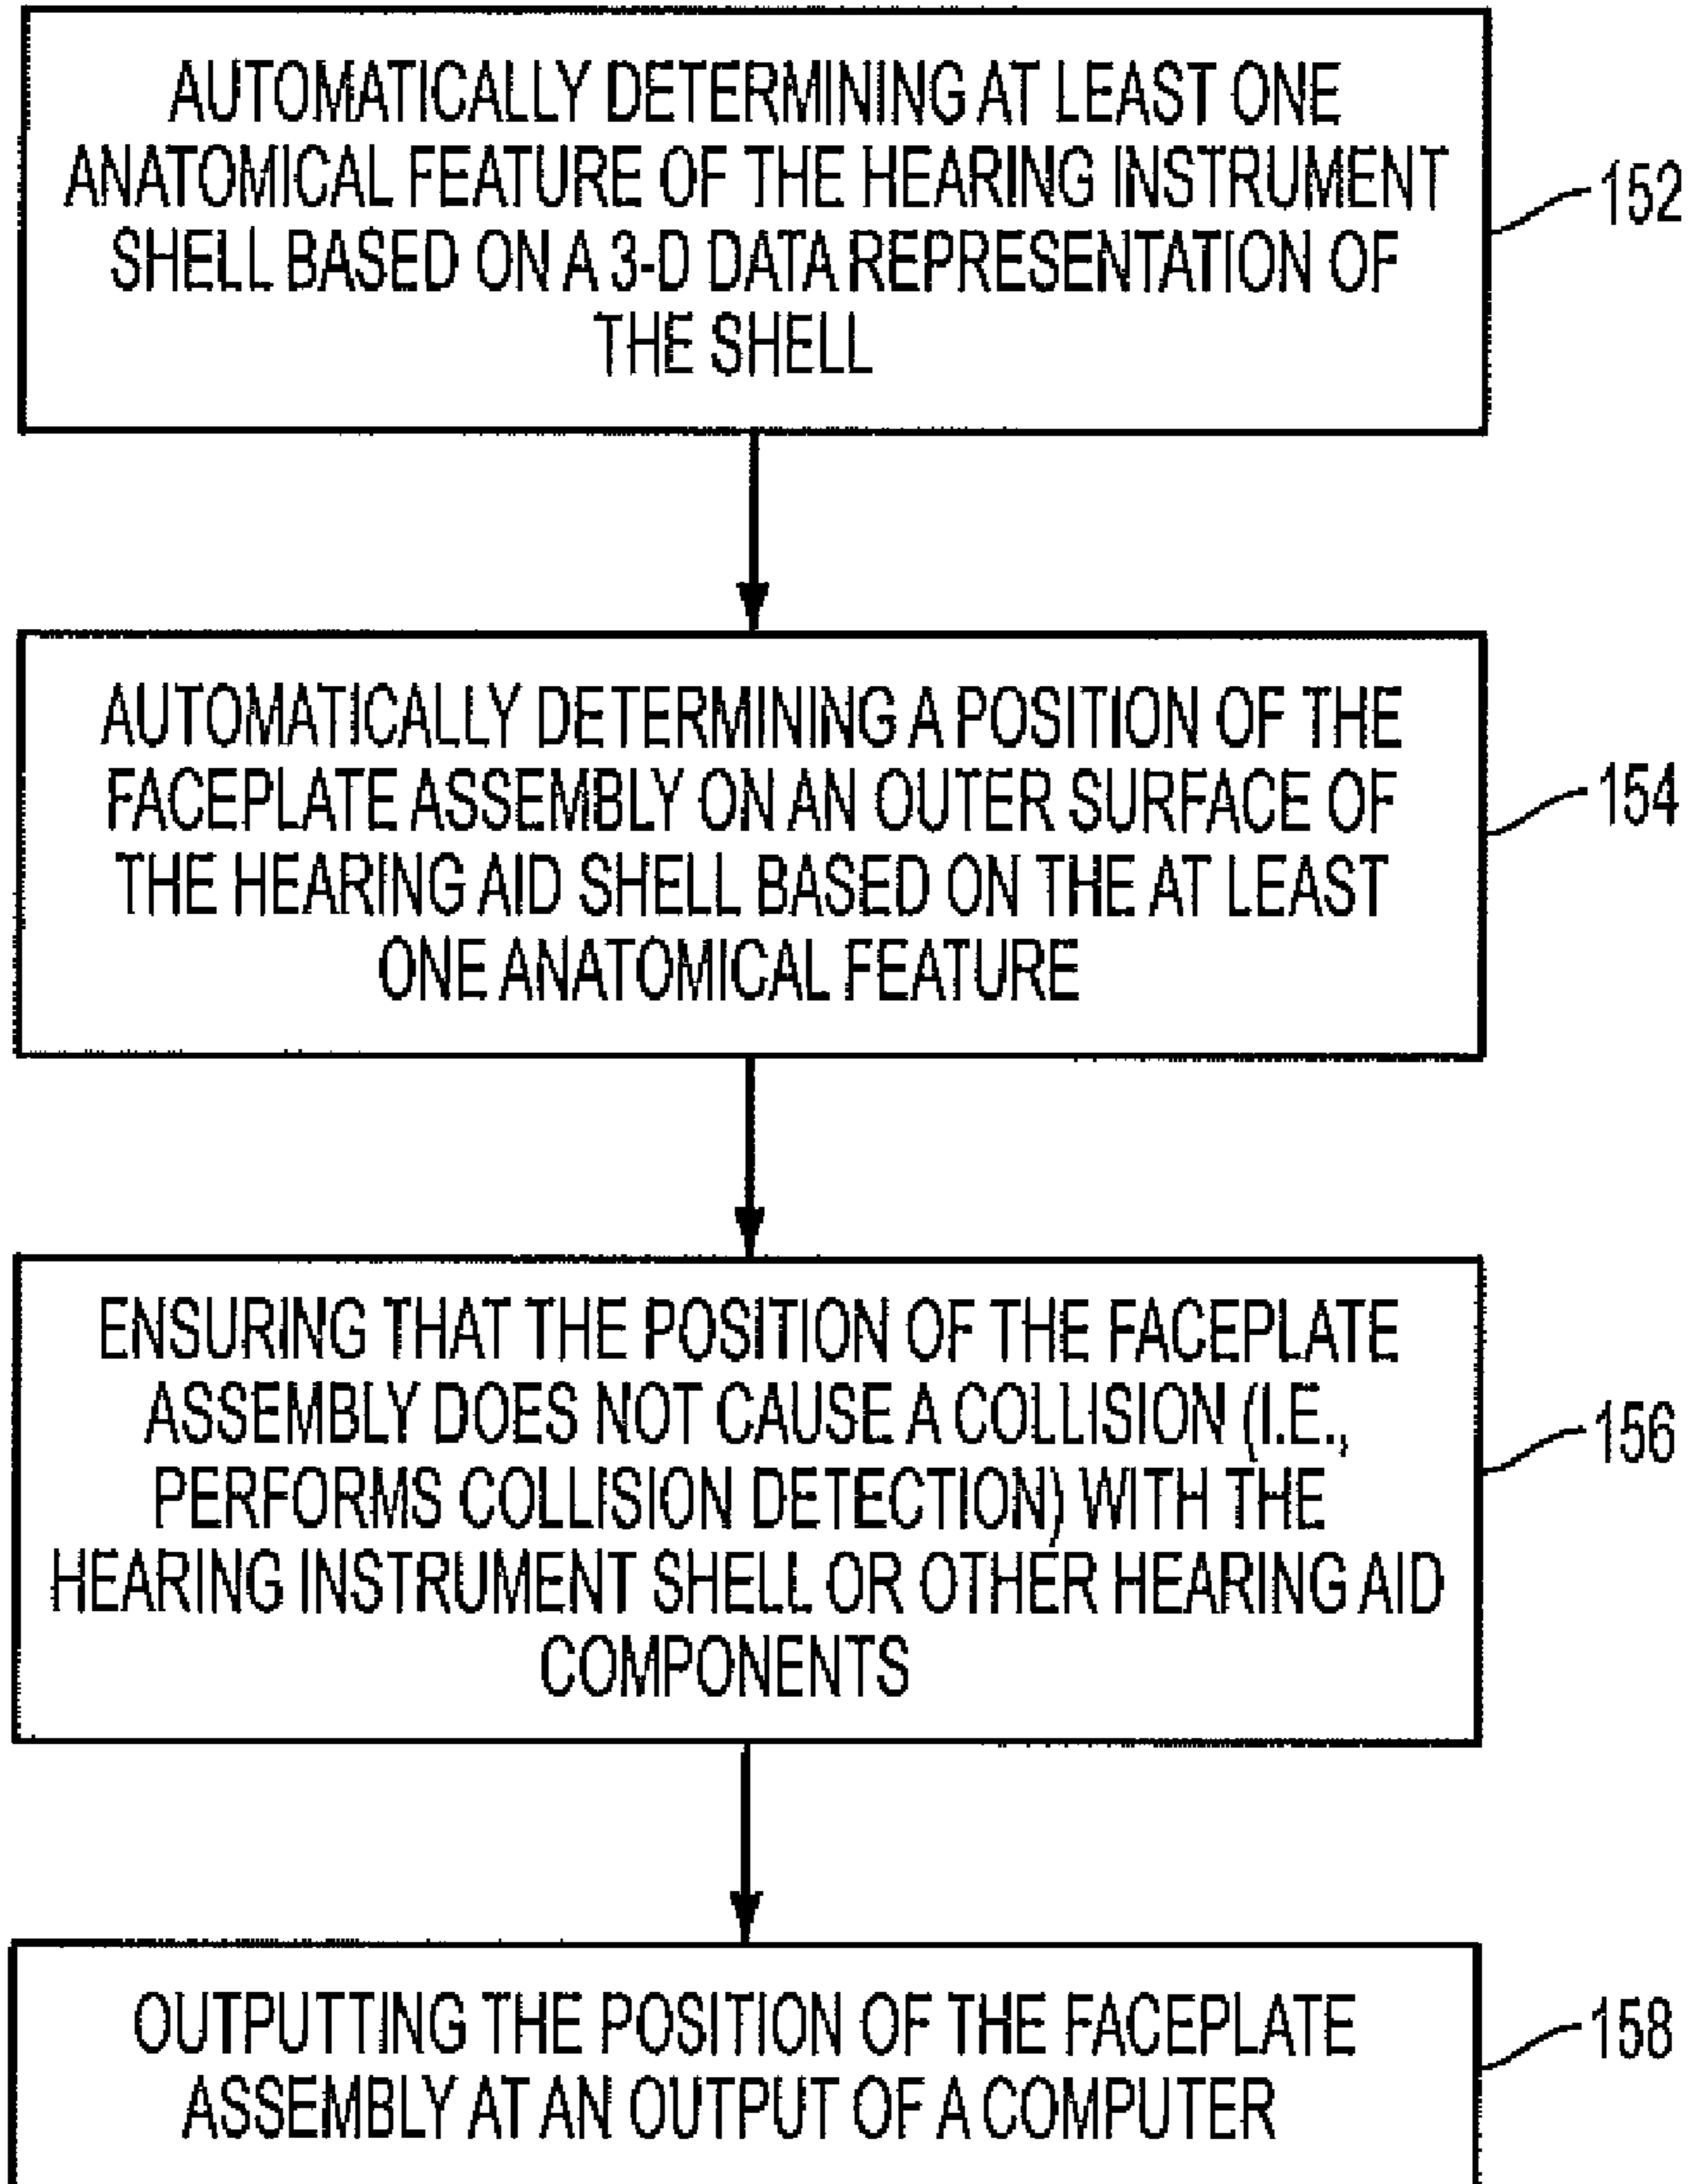 AUTOMATICALLY DETERMINING AT LEAST ONE
ANATOMICAL FEATURE OF THE HEARING INSTRUMENT
SHELL BASED ON A 3-D DATA REPRESENTATION OF
THE SHELL
152
AUTOMATICALLY DETERMINING A POSITION OF THE
FACEPLATE ASSEMBLY ON AN OUTER SURFACE OF
THE HEARING AID SHELL BASED ON THE AT LEAST
ONE ANATOMICAL FEATURE
154
ENSURING THAT THE POSITION OF THE FACEPLATE
ASSEMBLY DOES NOT CAUSE A COLLISION (I.E.,
PERFORMS COLLISION DETECTION) WITH THE
HEARING INSTRUMENT SHELL OR OTHER HEARING AID
COMPONENTS
156
OUTPUTTING THE POSITION OF THE FACEPLATE
ASSEMBLY AT AN OUTPUT OF A COMPUTER
158